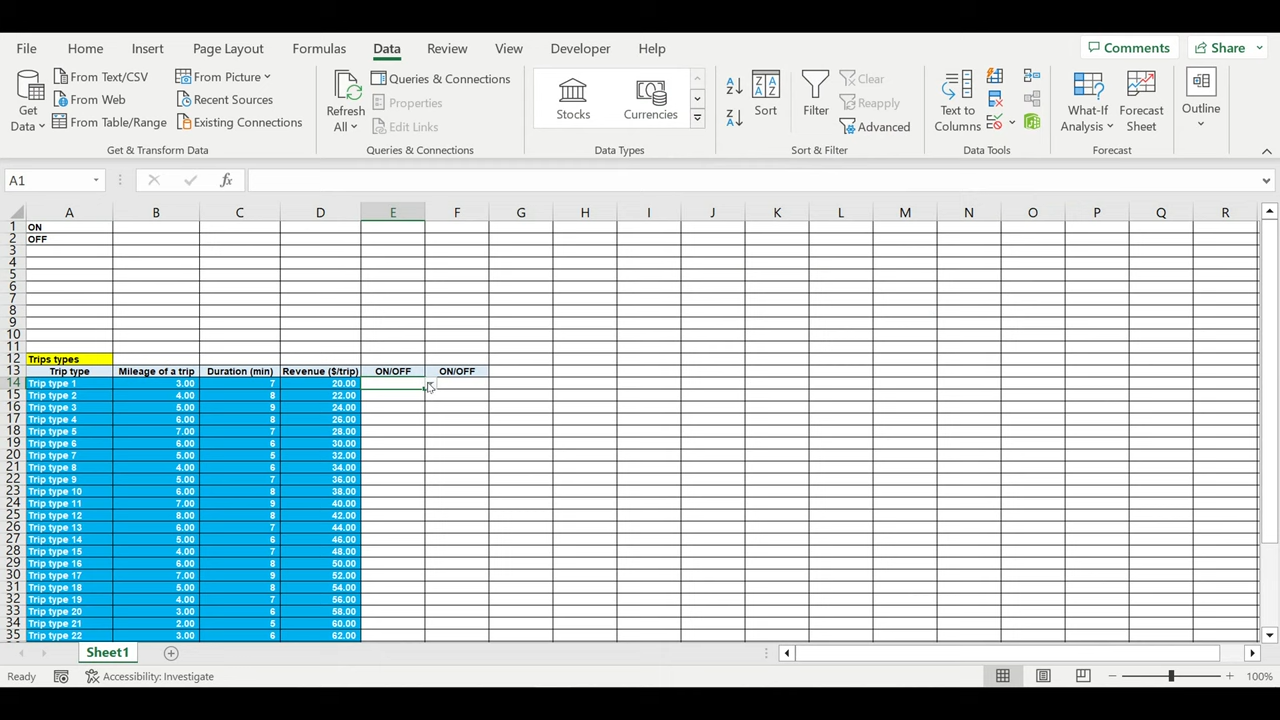 File Home Insert Page Layout Formulas Data Review View Developer Help Comments Share
Get Data
From Text/CSV
From Web
From Table/Range
From Picture
Recent Sources
Existing Connections
Get & Transform Data
Refresh All
Queries & Connections
Properties
Edit Links
Queries & Connections
Stocks
Currencies
Data Types
Sort
Filter
Clear
Reapply
Advanced
Sort & Filter
Text to Columns
Data Tools
What-If Analysis
Forecast Sheet
Forecast
Outline
A1 fx
A B C D E F G H I J K L M N O P Q R
1 ON
2 OFF
3
4
5
6
7
8
9
10
11
12 Trips types
13 Trip type Mileage of a trip Duration (min) Revenue ($/trip) ON/OFF ON/OFF
14 Trip type 1 3.00 7 20.00
15 Trip type 2 4.00 8 22.00
16 Trip type 3 5.00 9 24.00
17 Trip type 4 6.00 8 26.00
18 Trip type 5 7.00 7 28.00
19 Trip type 6 6.00 6 30.00
20 Trip type 7 5.00 5 32.00
21 Trip type 8 4.00 6 34.00
22 Trip type 9 5.00 7 36.00
23 Trip type 10 6.00 8 38.00
24 Trip type 11 7.00 9 40.00
25 Trip type 12 8.00 8 42.00
26 Trip type 13 6.00 7 44.00
27 Trip type 14 5.00 6 46.00
28 Trip type 15 4.00 7 48.00
29 Trip type 16 6.00 8 50.00
30 Trip type 17 7.00 9 52.00
31 Trip type 18 5.00 8 54.00
32 Trip type 19 4.00 7 56.00
33 Trip type 20 3.00 6 58.00
34 Trip type 21 2.00 5 60.00
35 Trip type 22 3.00 6 62.00
Sheet1
Ready Accessibility: Investigate 100%